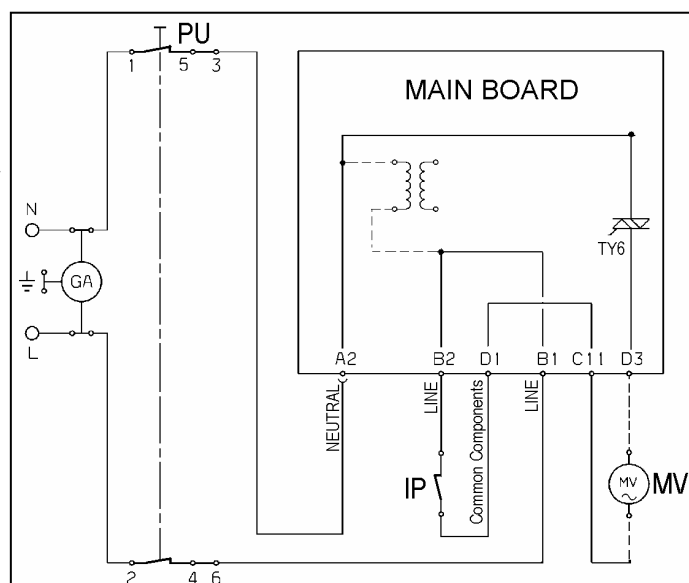 PU
1 5 3
MAIN BOARD
N
GA
L
TY6
A2 B2 D1 B1 C11 D3
NEUTRAL
LINE
Common Components
LINE
IP
MV
MV
2 4 6